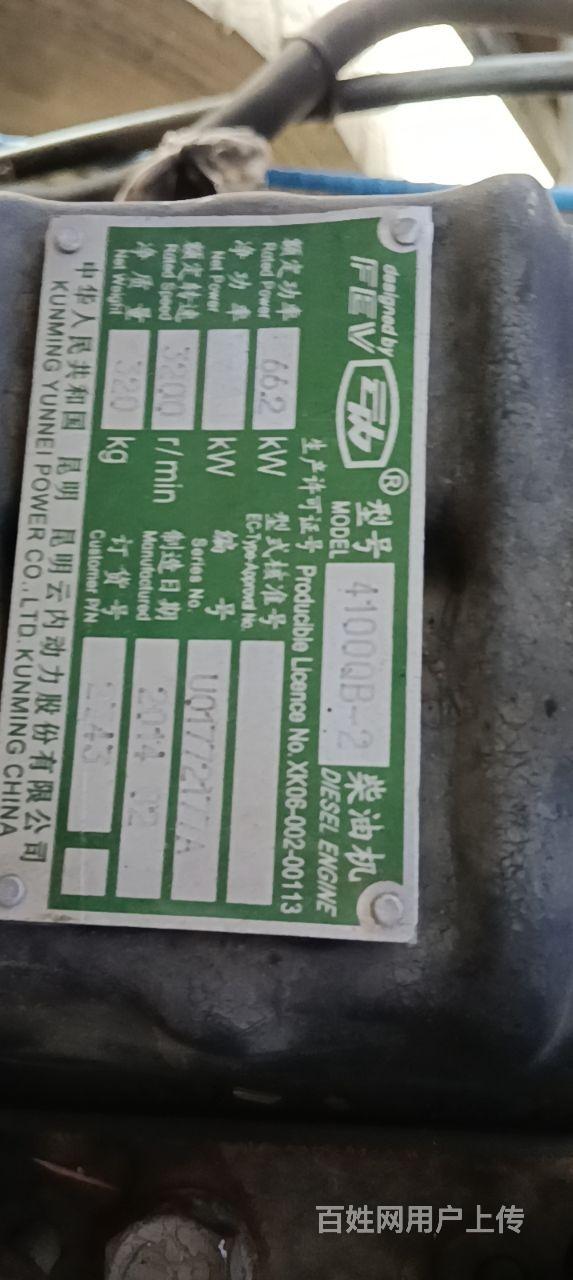 designed by
FEV 云内 ®
型号 4100QB-2 柴油机
MODEL DIESEL ENGINE
生产许可证号 Producible Licence No. XK06-002-00113
额定功率 66.2 kW 型式核准号
Rated Power EC-Type-Approval No.
净功率 kW 编号
Net Power Series No.
额定转速 3200 r/min 制造日期 2014 02
Rated Speed Manufactured
净质量 320 kg 订货号
Net Weight Customer P/N
中华人民共和国 昆明 昆明云内动力股份有限公司
KUNMING YUNNEI POWER CO., LTD. KUNMING CHINA
百姓网用户上传